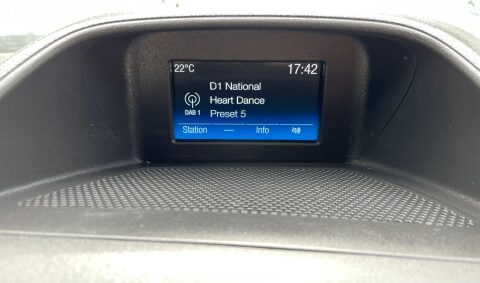 22°C 17:42
D1 National
Heart Dance
DAB 1 Preset 5
Station — Info